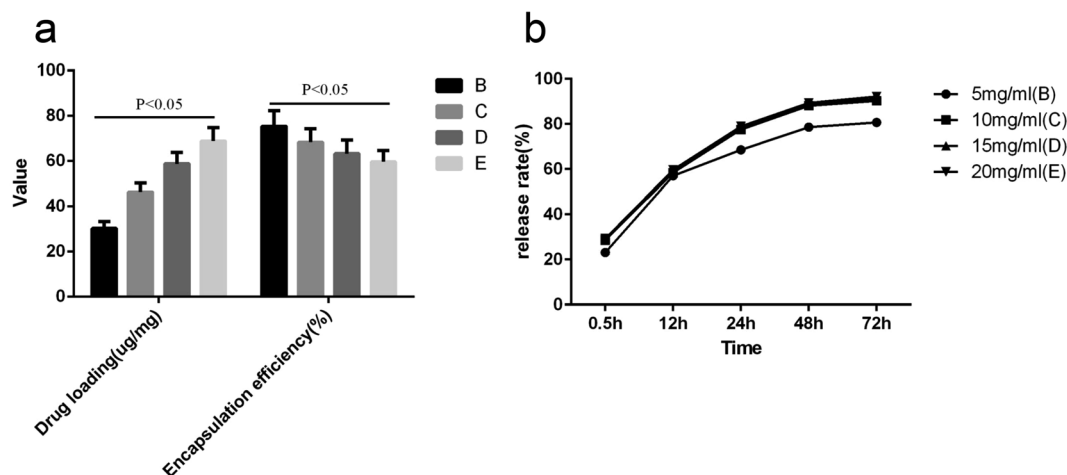 a
100
80
60
40
20
0
Value
P<0.05
P<0.05
B
C
D
E
Drug loading(ug/mg)
Encapsulation efficiency(%)
b
100
80
60
40
20
0
release rate(%)
0.5h 12h 24h 48h 72h
Time
5mg/ml(B)
10mg/ml(C)
15mg/ml(D)
20mg/ml(E)